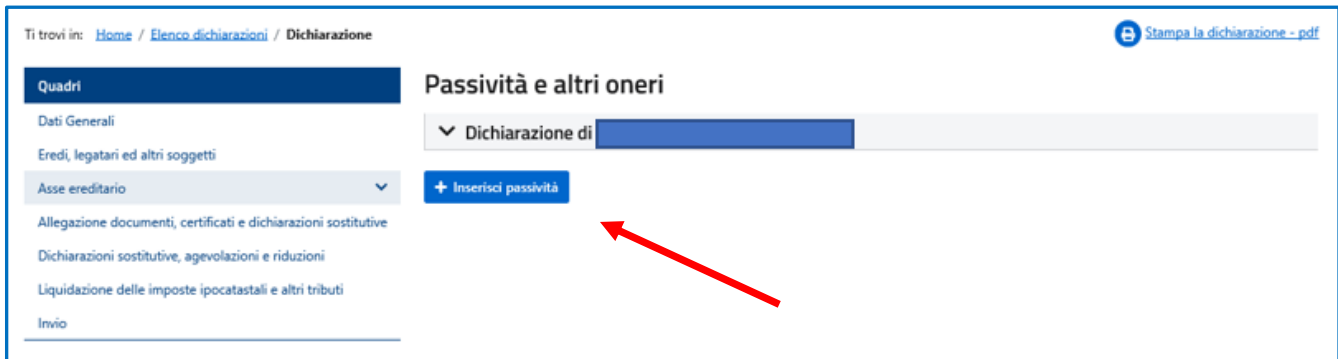 Ti trovi in: Home / Elenco dichiarazioni / Dichiarazione
Stampa la dichiarazione - pdf
Quadri
Dati Generali
Eredi, legatari ed altri soggetti
Asse ereditario
Allegazione documenti, certificati e dichiarazioni sostitutive
Dichiarazioni sostitutive, agevolazioni e riduzioni
Liquidazione delle imposte ipocatastali e altri tributi
Invio
Passività e altri oneri
Dichiarazione di
+ Inserisci passività